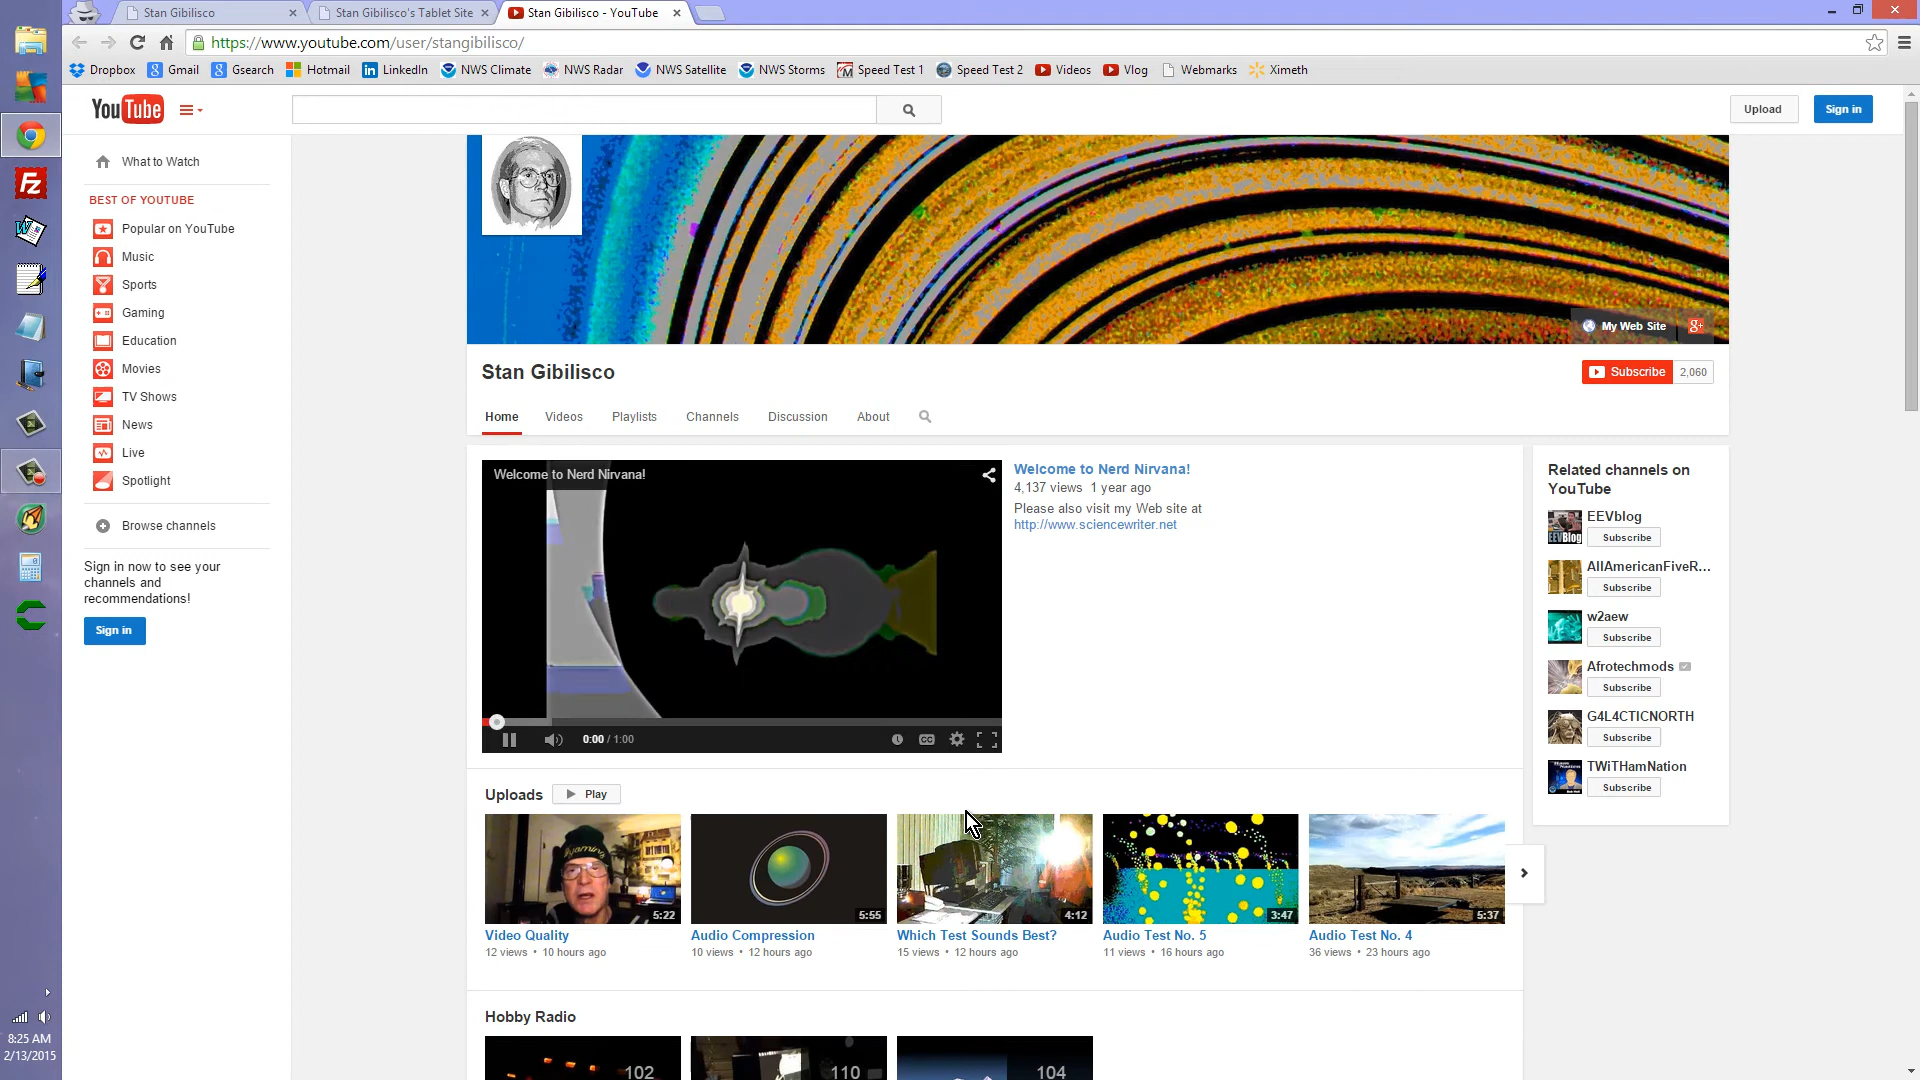 Stan Gibilisco
Stan Gibilisco's Tablet Site
Stan Gibilisco - YouTube
https://www.youtube.com/user/stangibilisco/
Dropbox
Gmail
Gsearch
Hotmail
LinkedIn
NWS Climate
NWS Radar
NWS Satellite
NWS Storms
Speed Test 1
Speed Test 2
Videos
Vlog
Webmarks
Ximeth
YouTube
Upload
Sign in
What to Watch
BEST OF YOUTUBE
Popular on YouTube
Music
Sports
Gaming
Education
Movies
TV Shows
News
Live
Spotlight
Browse channels
Sign in now to see your
channels and
recommendations!
Sign in
My Web Site
Stan Gibilisco
Subscribe 2,060
Home
Videos
Playlists
Channels
Discussion
About
Welcome to Nerd Nirvana!
0:00 / 1:00
CC
Welcome to Nerd Nirvana!
4,137 views 1 year ago
Please also visit my Web site at
http://www.sciencewriter.net
Related channels on
YouTube
EEVblog
Subscribe
AllAmericanFiveR...
Subscribe
w2aew
Subscribe
Afrotechmods
Subscribe
G4L4CTICNORTH
Subscribe
TWiTHamNation
Subscribe
Uploads
Play
5:22
Video Quality
12 views • 10 hours ago
5:55
Audio Compression
10 views • 12 hours ago
4:12
Which Test Sounds Best?
15 views • 12 hours ago
3:47
Audio Test No. 5
11 views • 16 hours ago
5:37
Audio Test No. 4
36 views • 23 hours ago
Hobby Radio
102
110
104
8:25 AM
2/13/2015